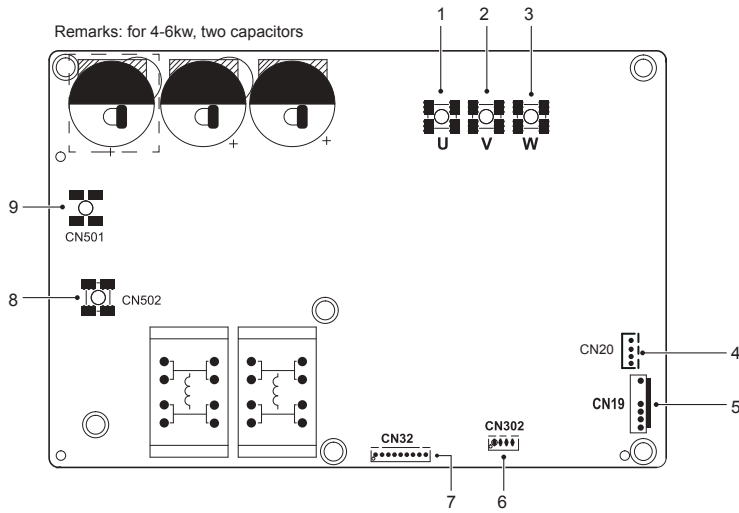 Remarks: for 4-6kw, two capacitors
1 2 3
+ + +
U V W
9
CN501
8
CN502
CN20
4
CN19
5
CN302
CN32
7
6